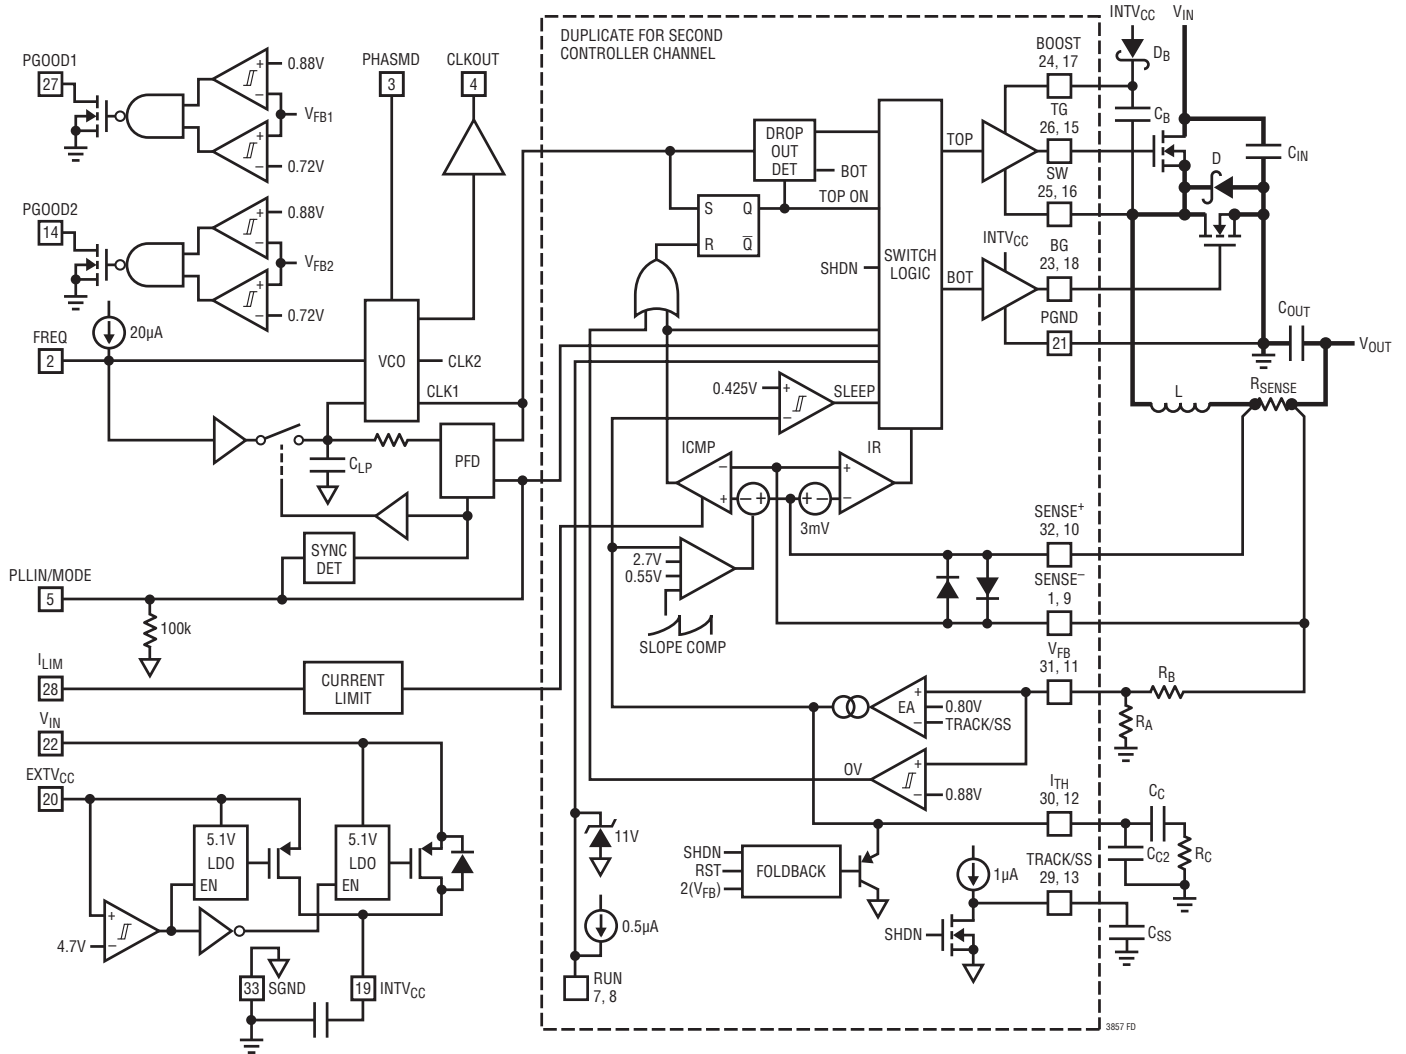 DUPLICATE FOR SECOND
CONTROLLER CHANNEL
PGOOD1
27
+
0.88V
–
VFB1
+
–
0.72V
PGOOD2
14
+
0.88V
–
VFB2
+
–
0.72V
PHASMD
3
CLKOUT
4
20µA
FREQ
2
VCO
CLK2
CLK1
CLP
PFD
SYNC
DET
PLLIN/MODE
5
100k
ILIM
28
CURRENT
LIMIT
VIN
22
EXTVCC
20
5.1V
LDO
EN
5.1V
LDO
EN
+
4.7V
–
33
SGND
19
INTVCC
DROP
OUT
DET
BOT
TOP ON
S
Q
R
Q̅
SHDN
SWITCH
LOGIC
TOP
BOT
INTVCC
0.425V
+
–
SLEEP
ICMP
–
+
– +
+ –
3mV
IR
+
–
2.7V
0.55V
SLOPE COMP
EA
+
0.80V
–
TRACK/SS
OV
+
–
0.88V
11V
0.5µA
RUN
7, 8
SHDN
RST
2(VFB)
FOLDBACK
1µA
SHDN
BOOST
24, 17
TG
26, 15
SW
25, 16
BG
23, 18
PGND
21
SENSE+
32, 10
SENSE–
1, 9
VFB
31, 11
ITH
30, 12
TRACK/SS
29, 13
INTVCC
VIN
DB
CB
CIN
D
COUT
VOUT
L
RSENSE
RB
RA
CC
CC2
RC
CSS
3857 FD